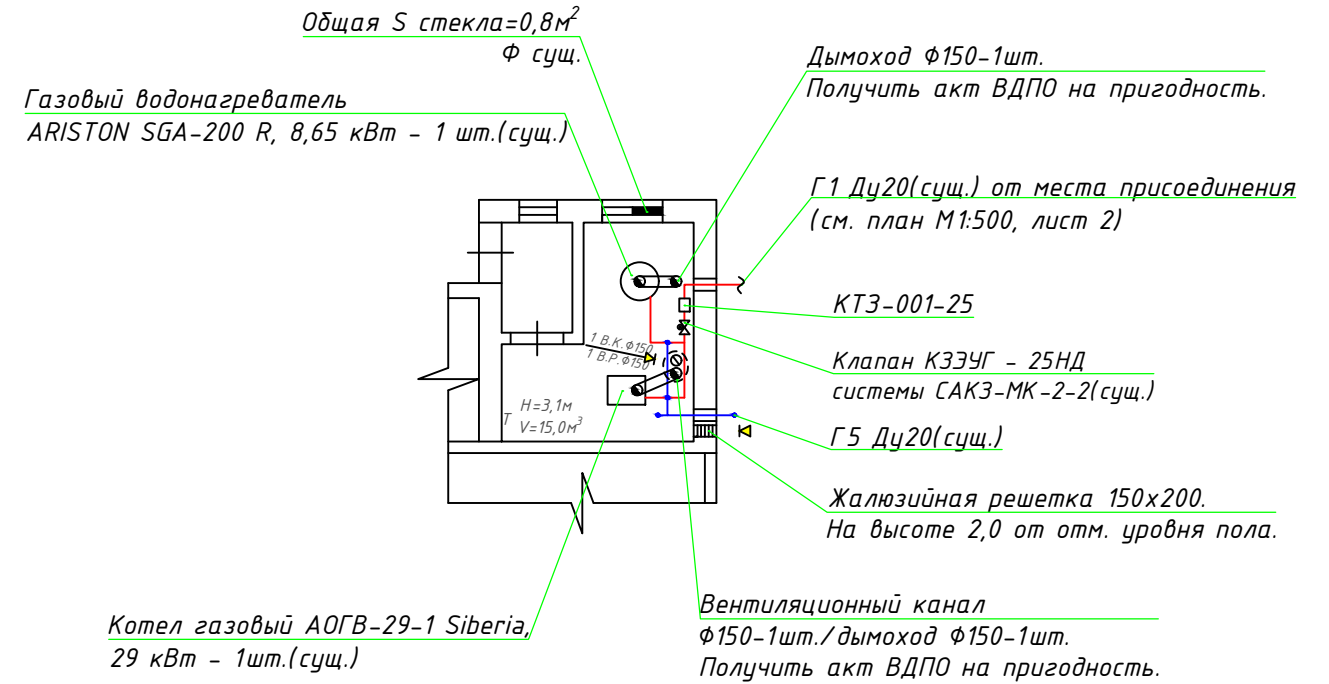 Общая S стекла=0,8м²
Ф сущ.
Газовый водонагреватель
ARISTON SGA-200 R, 8,65 кВт - 1 шт.(сущ.)
Дымоход Ф150-1шт.
Получить акт ВДПО на пригодность.
Г1 Ду20(сущ.) от места присоединения
(см. план М1:500, лист 2)
КТЗ-001-25
Клапан КЗЭУГ - 25НД
системы САКЗ-МК-2-2(сущ.)
1 В.К.Ф150
1 В.Р.Ф150
Т
H=3,1м
V=15,0м³
Г5 Ду20(сущ.)
Жалюзийная решетка 150х200.
На высоте 2,0 от отм. уровня пола.
Вентиляционный канал
Ф150-1шт./дымоход Ф150-1шт.
Получить акт ВДПО на пригодность.
Котел газовый АОГВ-29-1 Siberia,
29 кВт - 1шт.(сущ.)